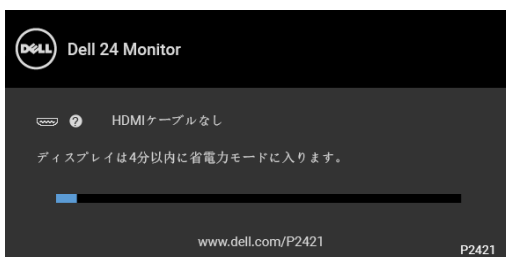 DELL Dell 24 Monitor
? HDMIケーブルなし
ディスプレイは4分以内に省電力モードに入ります。
www.dell.com/P2421
P2421